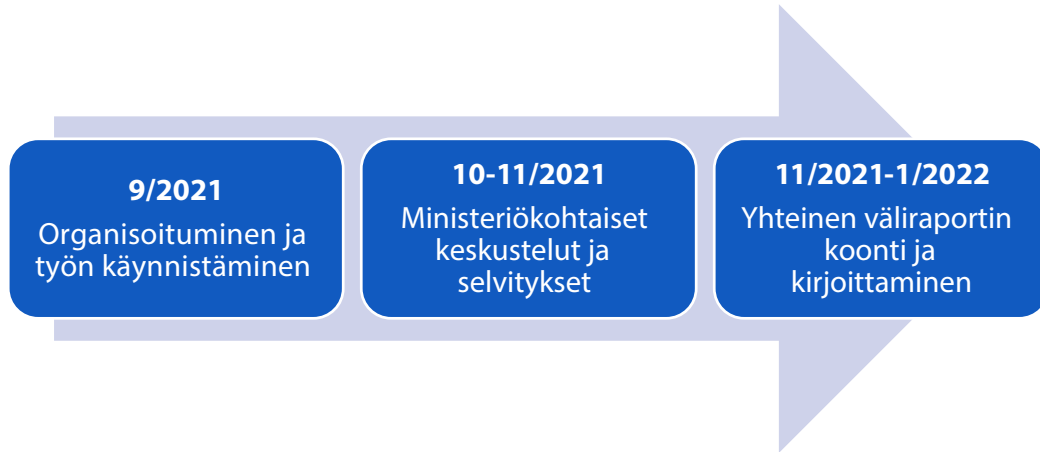 9/2021
Organisoituminen ja
työn käynnistäminen
10-11/2021
Ministeriökohtaiset
keskustelut ja
selvitykset
11/2021-1/2022
Yhteinen väliraportin
koonti ja
kirjoittaminen